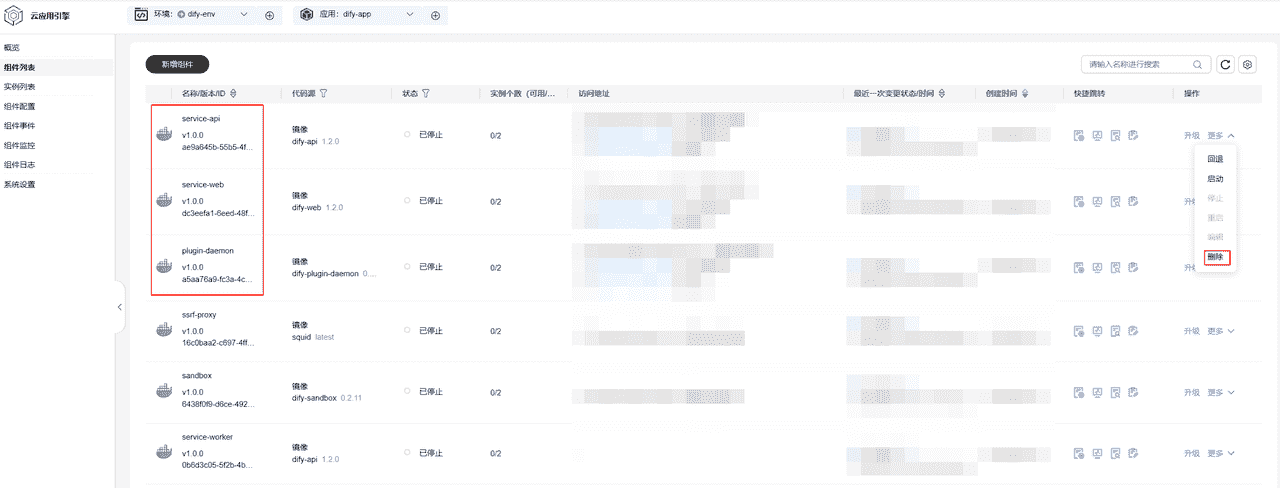 云应用引擎
环境: dify-env
应用: dify-app
概览
组件列表
实例列表
组件配置
组件事件
组件监控
组件日志
系统设置
新增组件
请输入名称进行搜索
名称/版本/ID
代码源
状态
实例个数（可用/...
访问地址
最近一次变更状态/时间
创建时间
快捷跳转
操作
service-api
v1.0.0
ae9a645b-55b5-4f...
镜像
dify-api 1.2.0
已停止
0/2
升级 更多
回退
启动
停止
重启
编辑
删除
service-web
v1.0.0
dc3eefa1-6eed-48f...
镜像
dify-web 1.2.0
已停止
0/2
升级
plugin-daemon
v1.0.0
a5aa76a9-fc3a-4c...
镜像
dify-plugin-daemon 0....
已停止
0/2
升级
ssrf-proxy
v1.0.0
16c0baa2-c697-4ff...
镜像
squid latest
已停止
0/2
升级 更多
sandbox
v1.0.0
6438f0f9-d6ce-492...
镜像
dify-sandbox 0.2.11
已停止
0/2
升级 更多
service-worker
v1.0.0
0b6d3c05-5f2b-4b...
镜像
dify-api 1.2.0
已停止
0/2
升级 更多